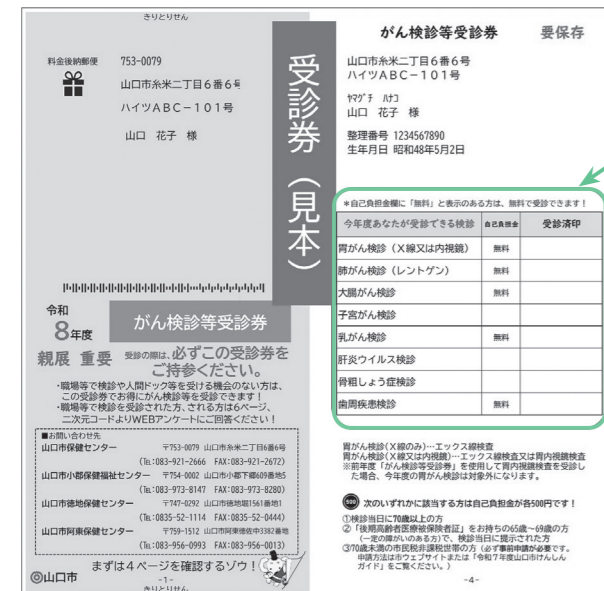 きりとりせん
料金後納郵便
753-0079
山口市糸米二丁目6番6号
ハイツABC-101号
山口 花子 様
受診券(見本)
令和
8年度
がん検診等受診券
親展 重要
受診の際は、必ずこの受診券を
ご持参ください。
・職場等で検診や人間ドック等を受ける機会のない方は、
この受診券でお得にがん検診等を受診できます!
・職場等で検診を受診された方、される方は6ページ、
二次元コードよりWEBアンケートにご回答ください!
■お問い合わせ先
山口市保健センター 〒753-0079 山口市糸米二丁目6番6号
(℡:083-921-2666 FAX:083-921-2672)
山口市小郡保健福祉センター 〒754-0002 山口市小郡下郷609番地5
(℡:083-973-8147 FAX:083-973-8280)
山口市徳地保健センター 〒747-0292 山口市徳地堀1561番地1
(℡:0835-52-1114 FAX:0835-52-0444)
山口市阿東保健センター 〒759-1512 山口市阿東徳佐中3382番地
(℡:083-956-0993 FAX:083-956-0013)
まずは4ページを確認するゾウ!
◎山口市
-1-
きりとりせん
がん検診等受診券 要保存
山口市糸米二丁目6番6号
ハイツABC-101号
ヤマグチ ハナコ
山口 花子 様
整理番号 1234567890
生年月日 昭和48年5月2日
*自己負担金欄に「無料」と表示のある方は、無料で受診できます!
今年度あなたが受診できる検診 自己負担金 受診済印
胃がん検診(X線又は内視鏡) 無料
肺がん検診(レントゲン) 無料
大腸がん検診 無料
子宮がん検診
乳がん検診 無料
肝炎ウイルス検診
骨粗しょう症検診
歯周疾患検診 無料
胃がん検診(X線のみ)…エックス線検査
胃がん検診(X線又は内視鏡)…エックス線検査又は胃内視鏡検査
※前年度「がん検診等受診券」を使用して胃内視鏡検査を受診し
た場合、今年度の胃がん検診は対象外になります。
500 次のいずれかに該当する方は自己負担金が各500円です!
①検診当日に70歳以上の方
②「後期高齢者医療被保険者証」をお持ちの65歳~69歳の方
(一定の障がいのある方)で、検診当日に提示された方
③70歳未満の市民税非課税世帯の方(必ず事前申請が必要です。
申請方法は市ウェブサイトまたは「令和7年度山口市けんしん
ガイド」をご覧ください。)
-4-